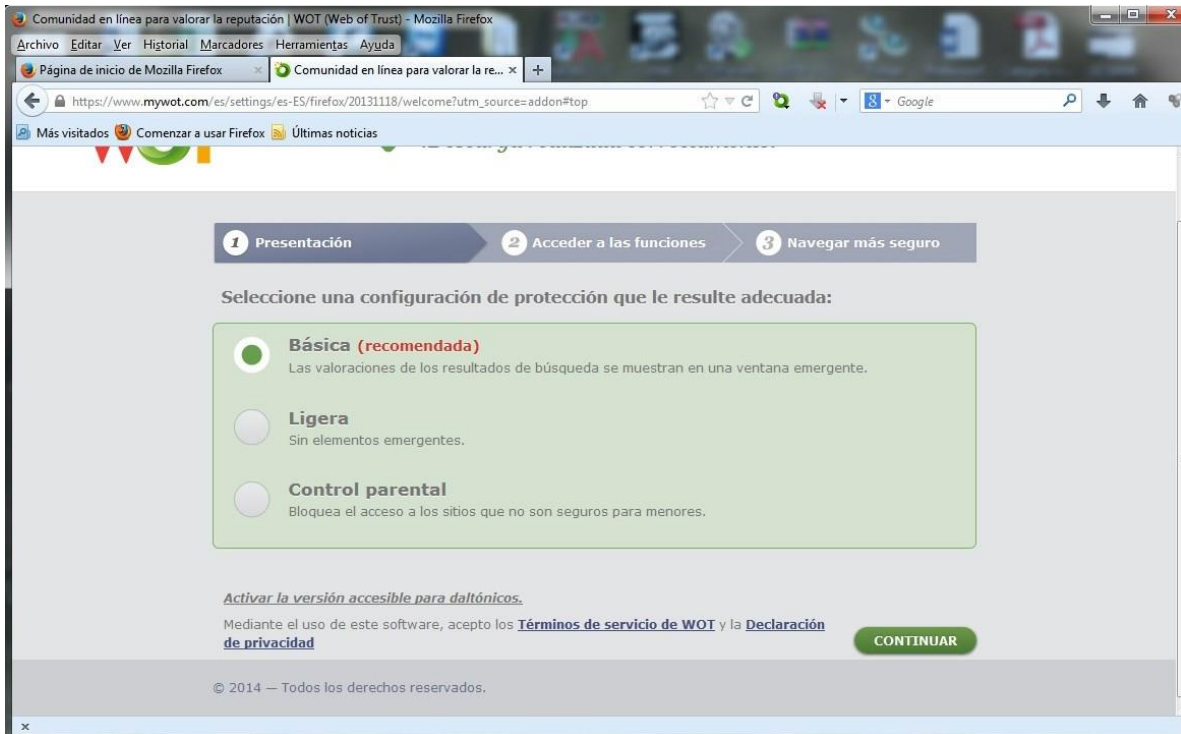 Comunidad en línea para valorar la reputación | WOT (Web of Trust) - Mozilla Firefox
Archivo Editar Ver Historial Marcadores Herramientas Ayuda
Página de inicio de Mozilla Firefox
Comunidad en línea para valorar la re...
https://www.mywot.com/es/settings/es-ES/firefox/20131118/welcome?utm_source=addon#top
Google
Más visitados Comenzar a usar Firefox Últimas noticias
1 Presentación
2 Acceder a las funciones
3 Navegar más seguro
Seleccione una configuración de protección que le resulte adecuada:
Básica (recomendada)
Las valoraciones de los resultados de búsqueda se muestran en una ventana emergente.
Ligera
Sin elementos emergentes.
Control parental
Bloquea el acceso a los sitios que no son seguros para menores.
Activar la versión accesible para daltónicos.
Mediante el uso de este software, acepto los Términos de servicio de WOT y la Declaración
de privacidad
CONTINUAR
© 2014 — Todos los derechos reservados.